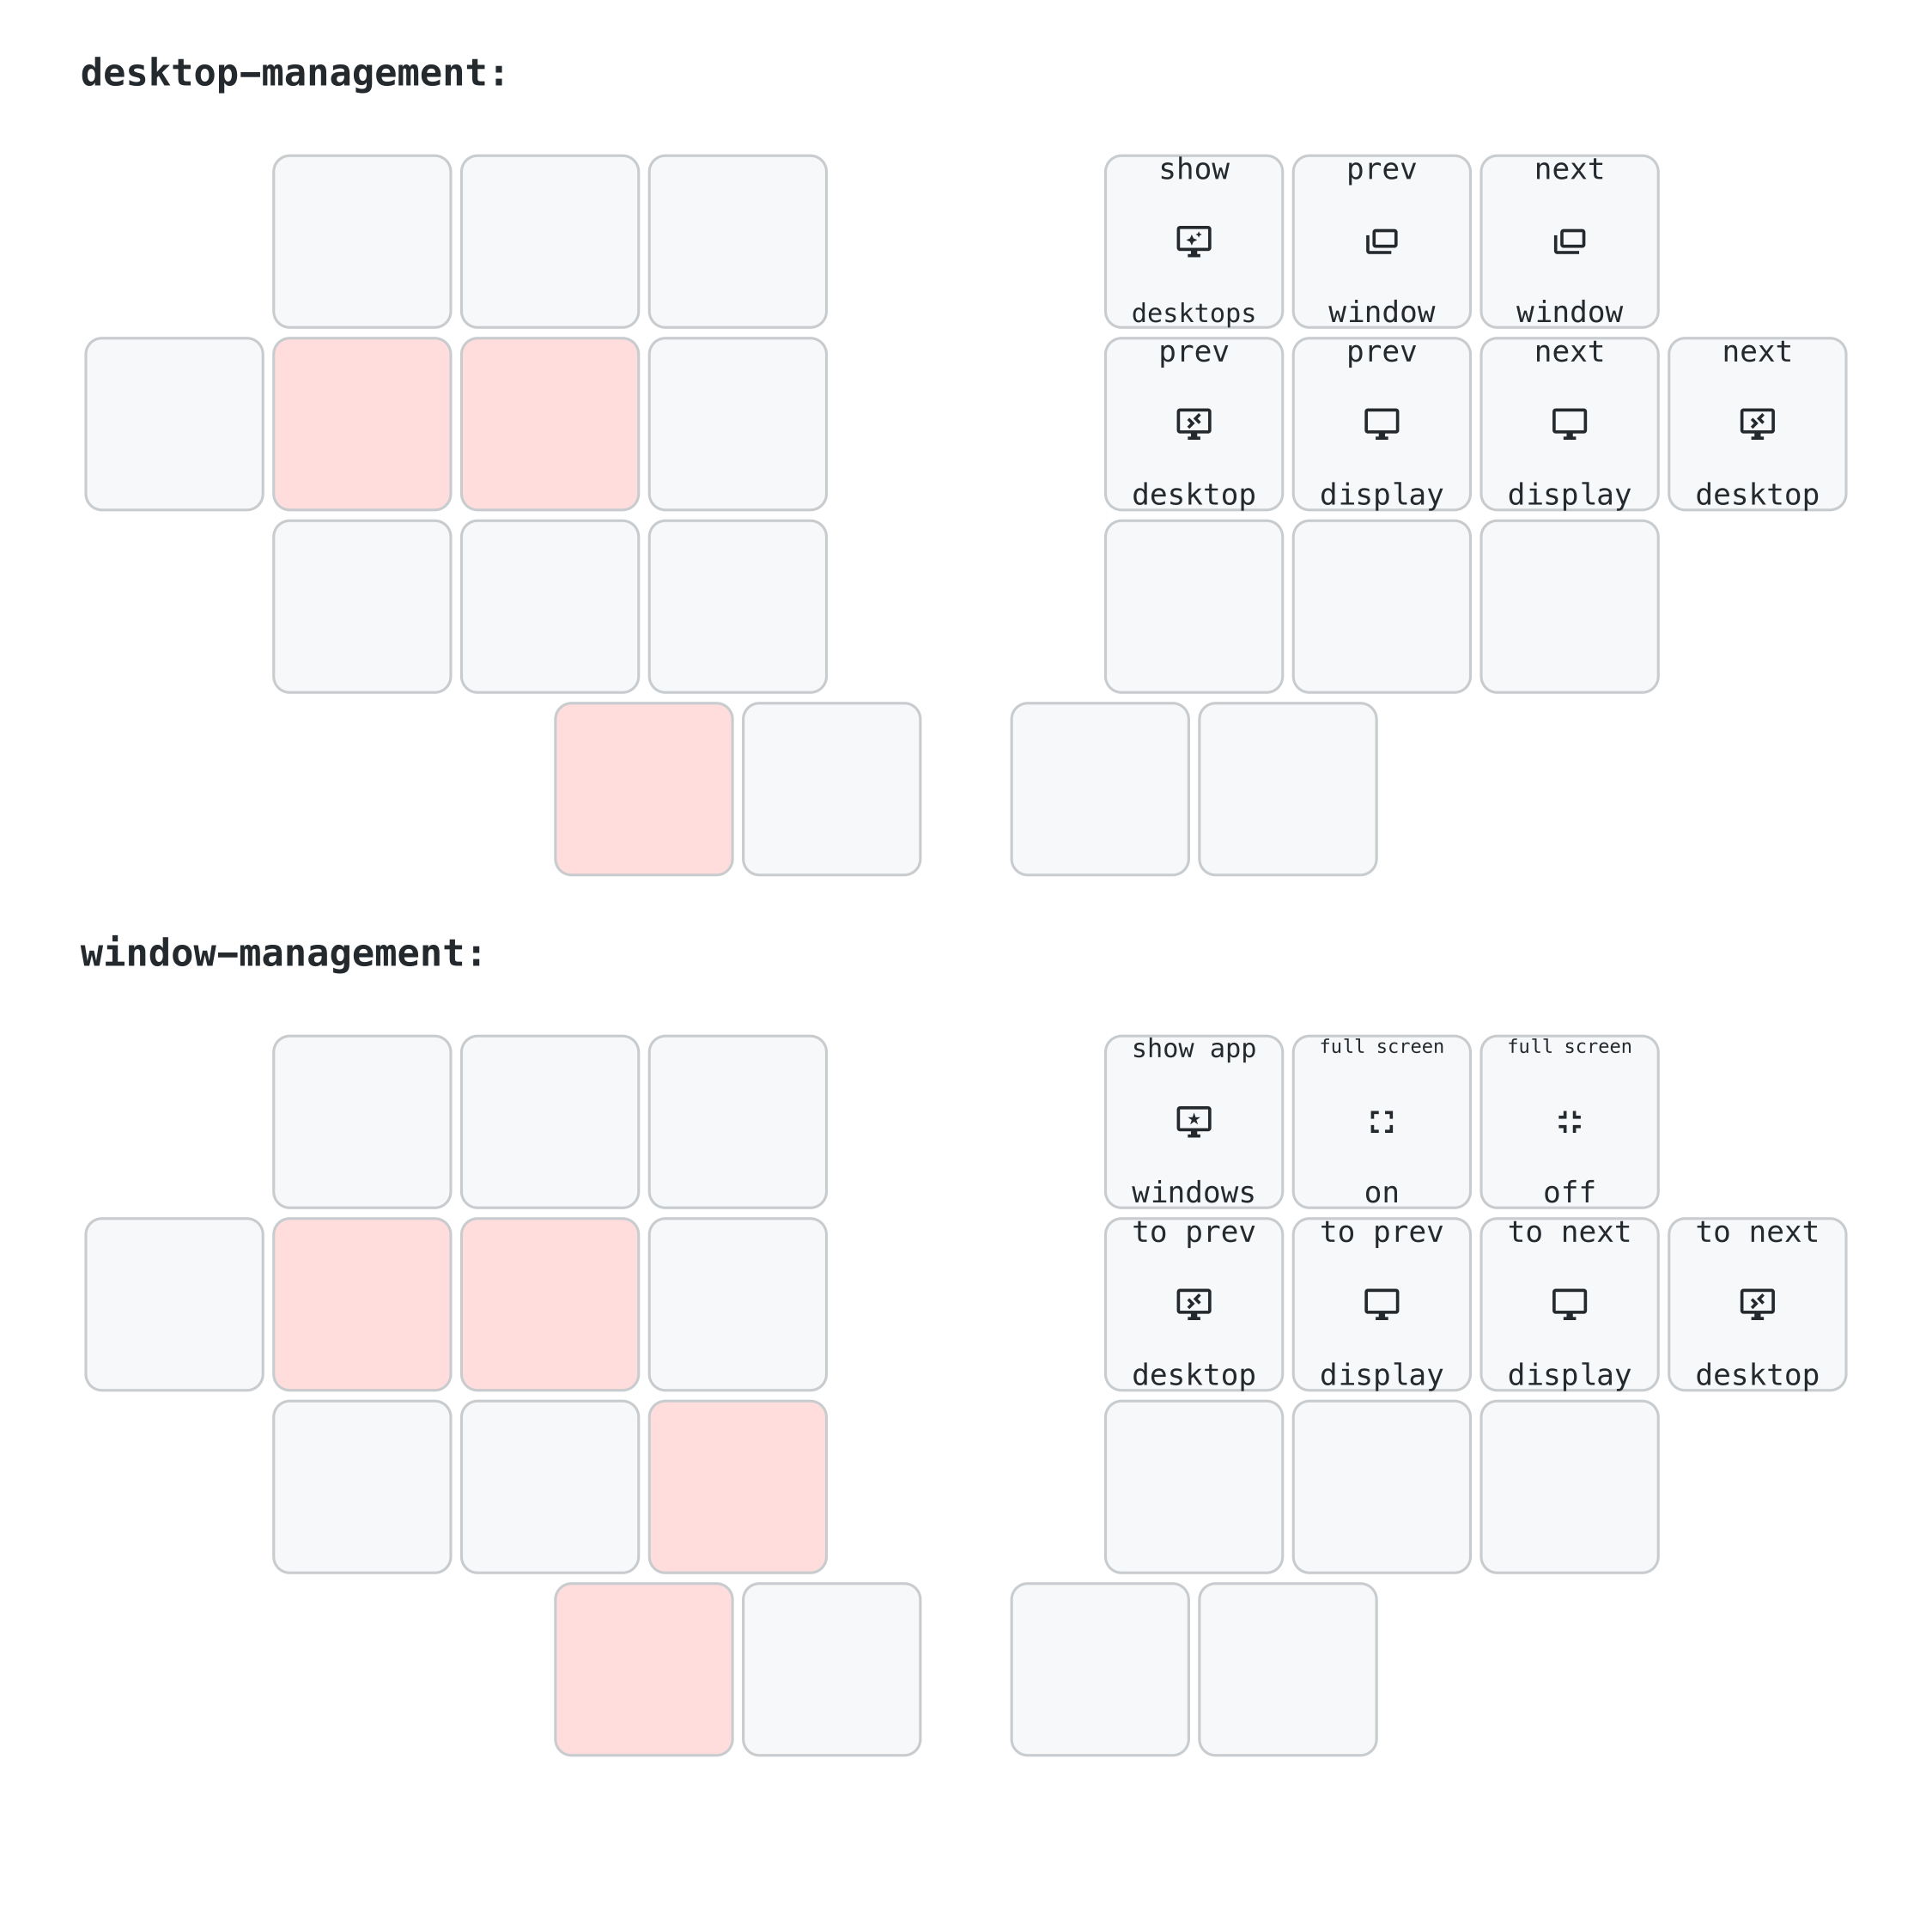 desktop-management:
show prev next
desktops window window
prev prev next next
desktop display display desktop
window-management:
show app full screen full screen
windows on off
to prev to prev to next to next
desktop display display desktop